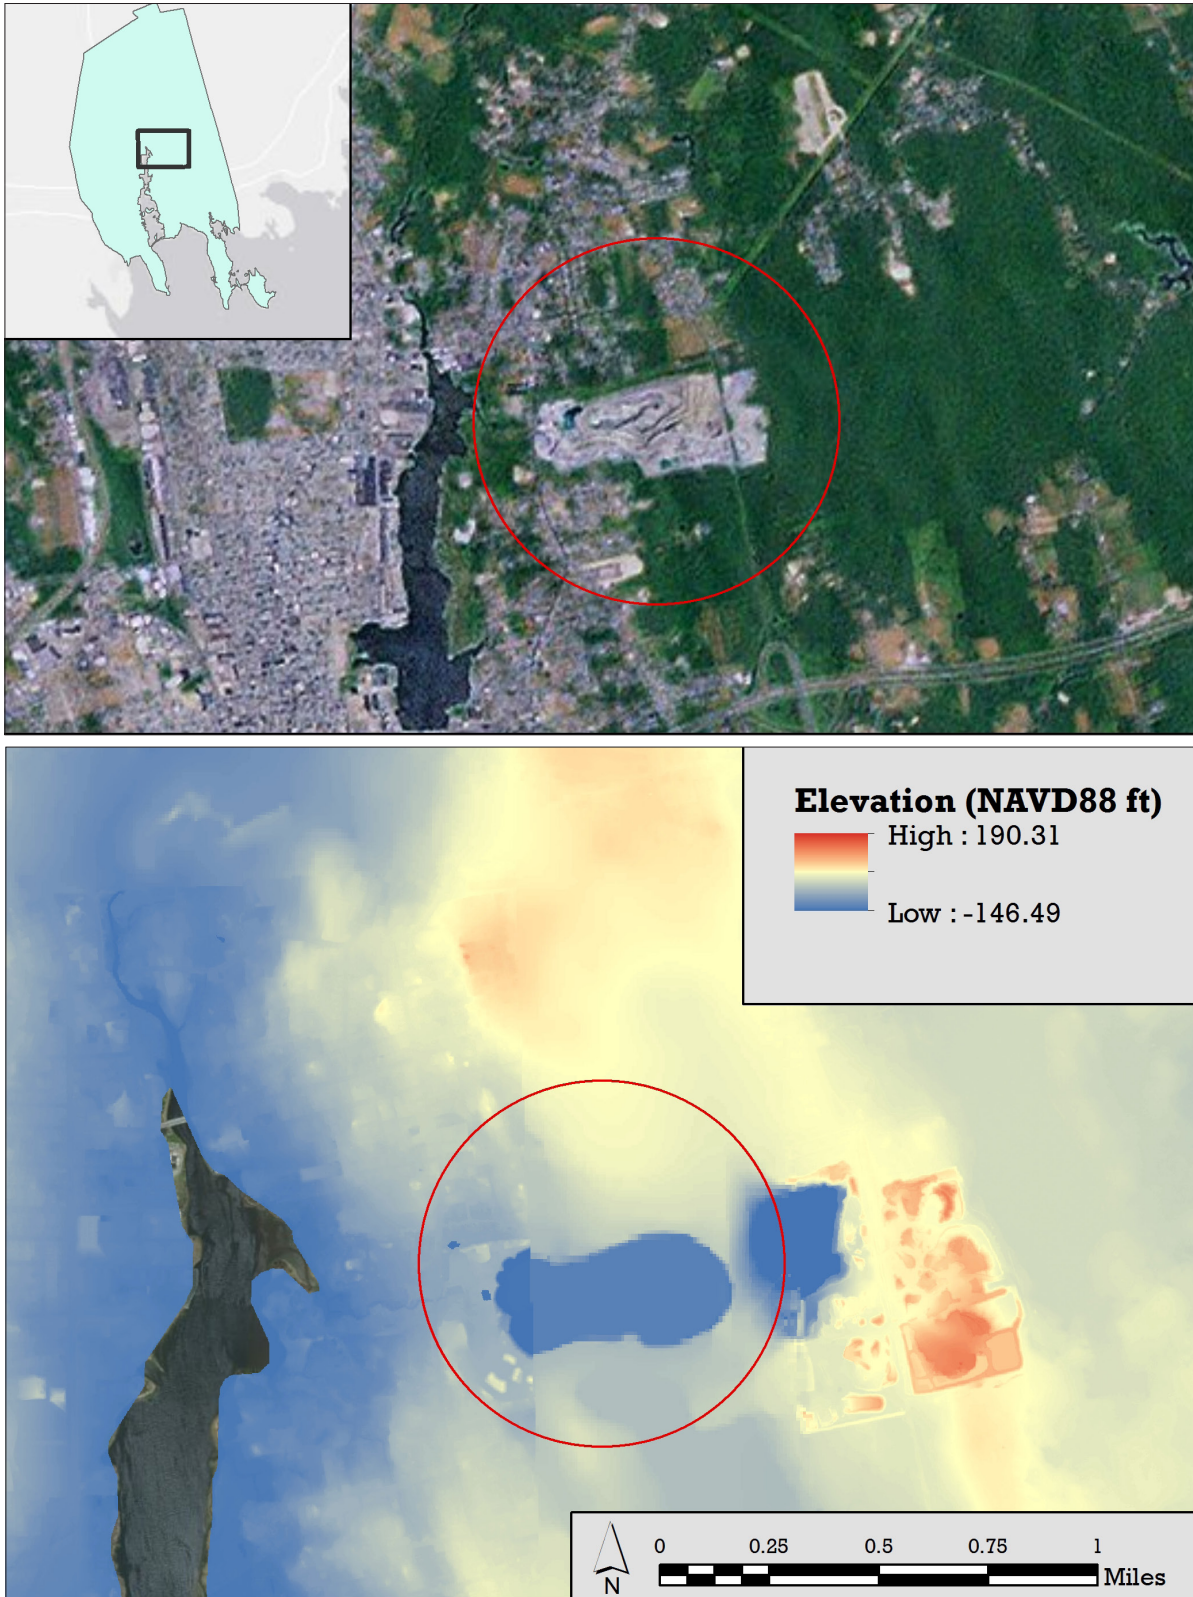 Elevation (NAVD88 ft)
High : 190.31
Low : -146.49
0 0.25 0.5 0.75 1
Miles
N